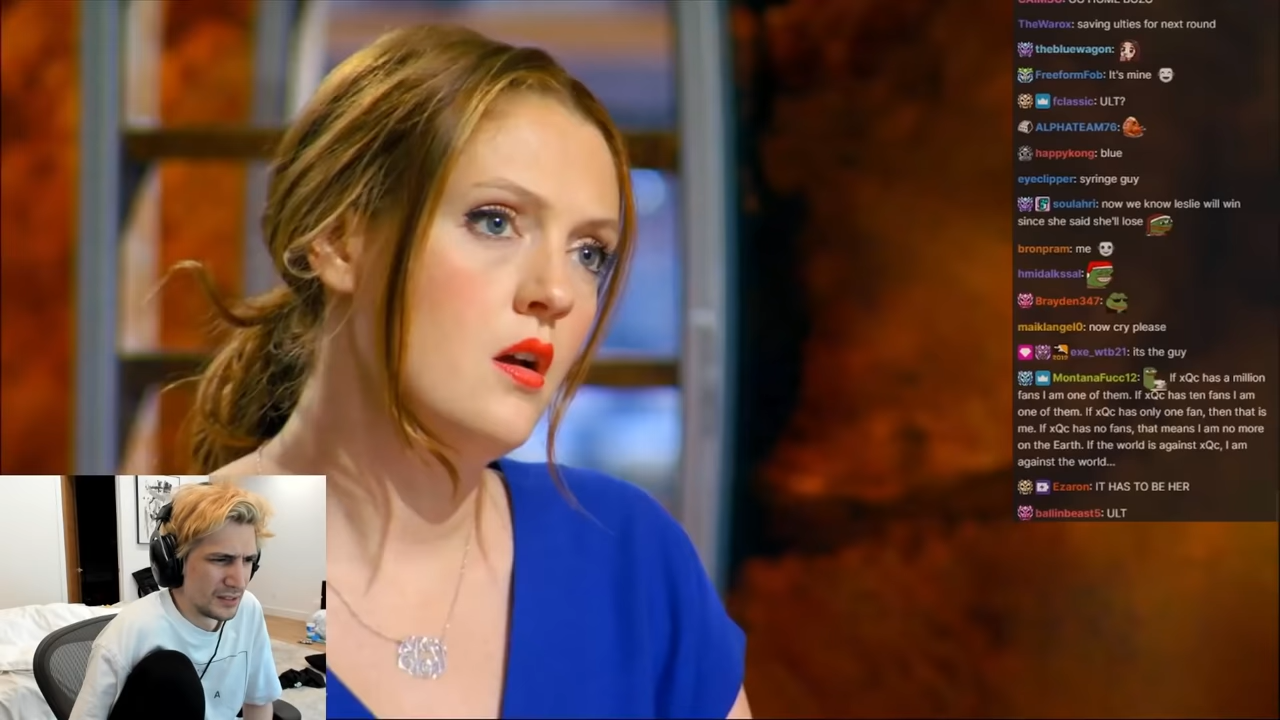 TheWarox: saving ulties for next round
thebluewagon:
FreeformFob: It's mine
fclassic: ULT?
ALPHATEAM76:
happykong: blue
eyeclipper: syringe guy
soulahri: now we know leslie will win
since she said she'll lose
bronpram: me
hmidalkssal:
Brayden347:
maiklangel0: now cry please
exe_wtb21: its the guy
MontanaFucc12: If xQc has a million
fans I am one of them. If xQc has ten fans I am
one of them. If xQc has only one fan, then that is
me. If xQc has no fans, that means I am no more
on the Earth. If the world is against xQc, I am
against the world...
Ezaron: IT HAS TO BE HER
ballinbeast5: ULT
A